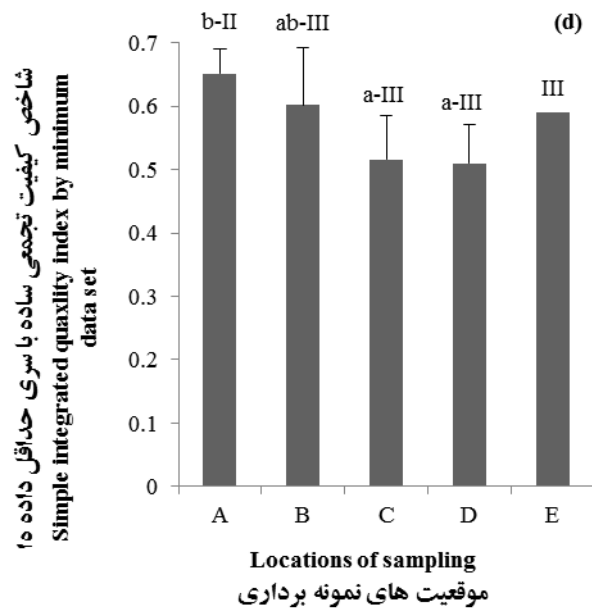 (d)
b-II
ab-III
a-III
a-III
III
0.7
0.6
0.5
0.4
0.3
0.2
0.1
0
A B C D E
Locations of sampling
موقعیت های نمونه برداری
شاخص کیفیت تجمعی ساده با سری حداقل داده
Simple integrated quaxlity index by minimum
data set